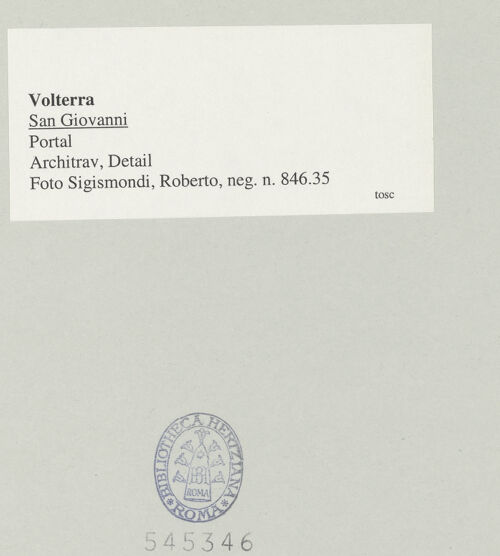 Volterra
San Giovanni
Portal
Architrav, Detail
Foto Sigismondi, Roberto, neg. n. 846.35
tosc
BIBLIOTHECA HERTZIANA
ROMA
ROMA
545346